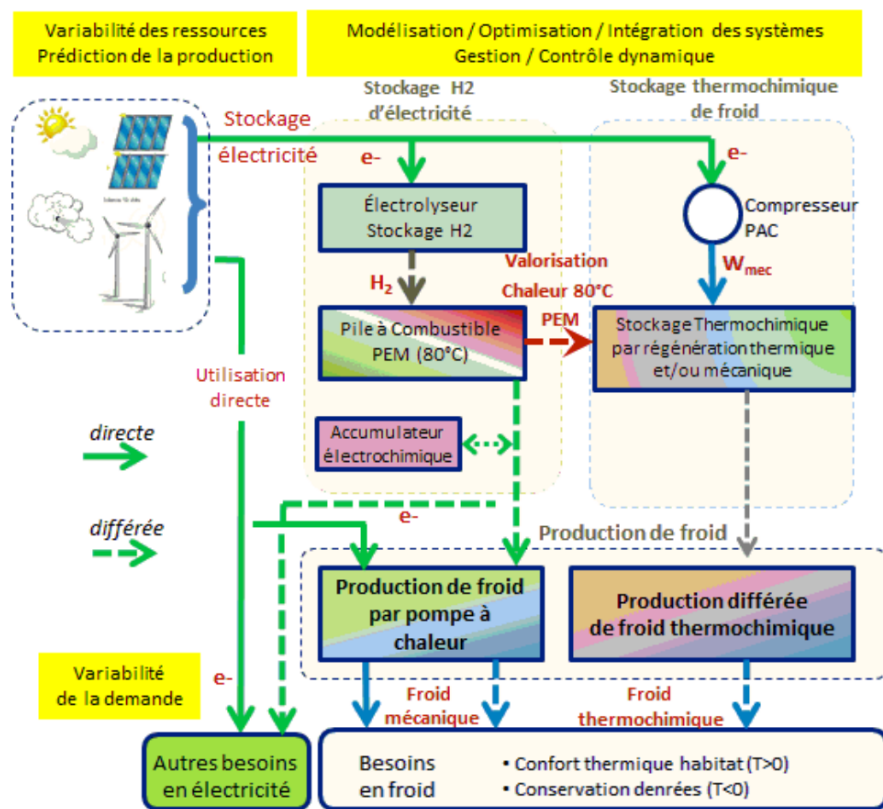 Variabilité des ressources
Prédiction de la production
Modélisation / Optimisation / Intégration des systèmes
Gestion / Contrôle dynamique
Stockage H2
d'électricité
Stockage thermochimique
de froid
Stockage
électricité
e-
e-
Électrolyseur
Stockage H2
Compresseur
PAC
H2
Valorisation
Chaleur 80°C
PEM
Wmec
Pile à Combustible
PEM (80°C)
Stockage Thermochimique
par régénération thermique
et/ou mécanique
Utilisation
directe
directe
Accumulateur
électrochimique
différée
e-
Production de froid
Production de froid
par pompe à
chaleur
Production différée
de froid thermochimique
Variabilité
de la demande
e-
Froid
mécanique
Froid
thermochimique
Autres besoins
en électricité
Besoins
en froid
• Confort thermique habitat (T>0)
• Conservation denrées (T<0)